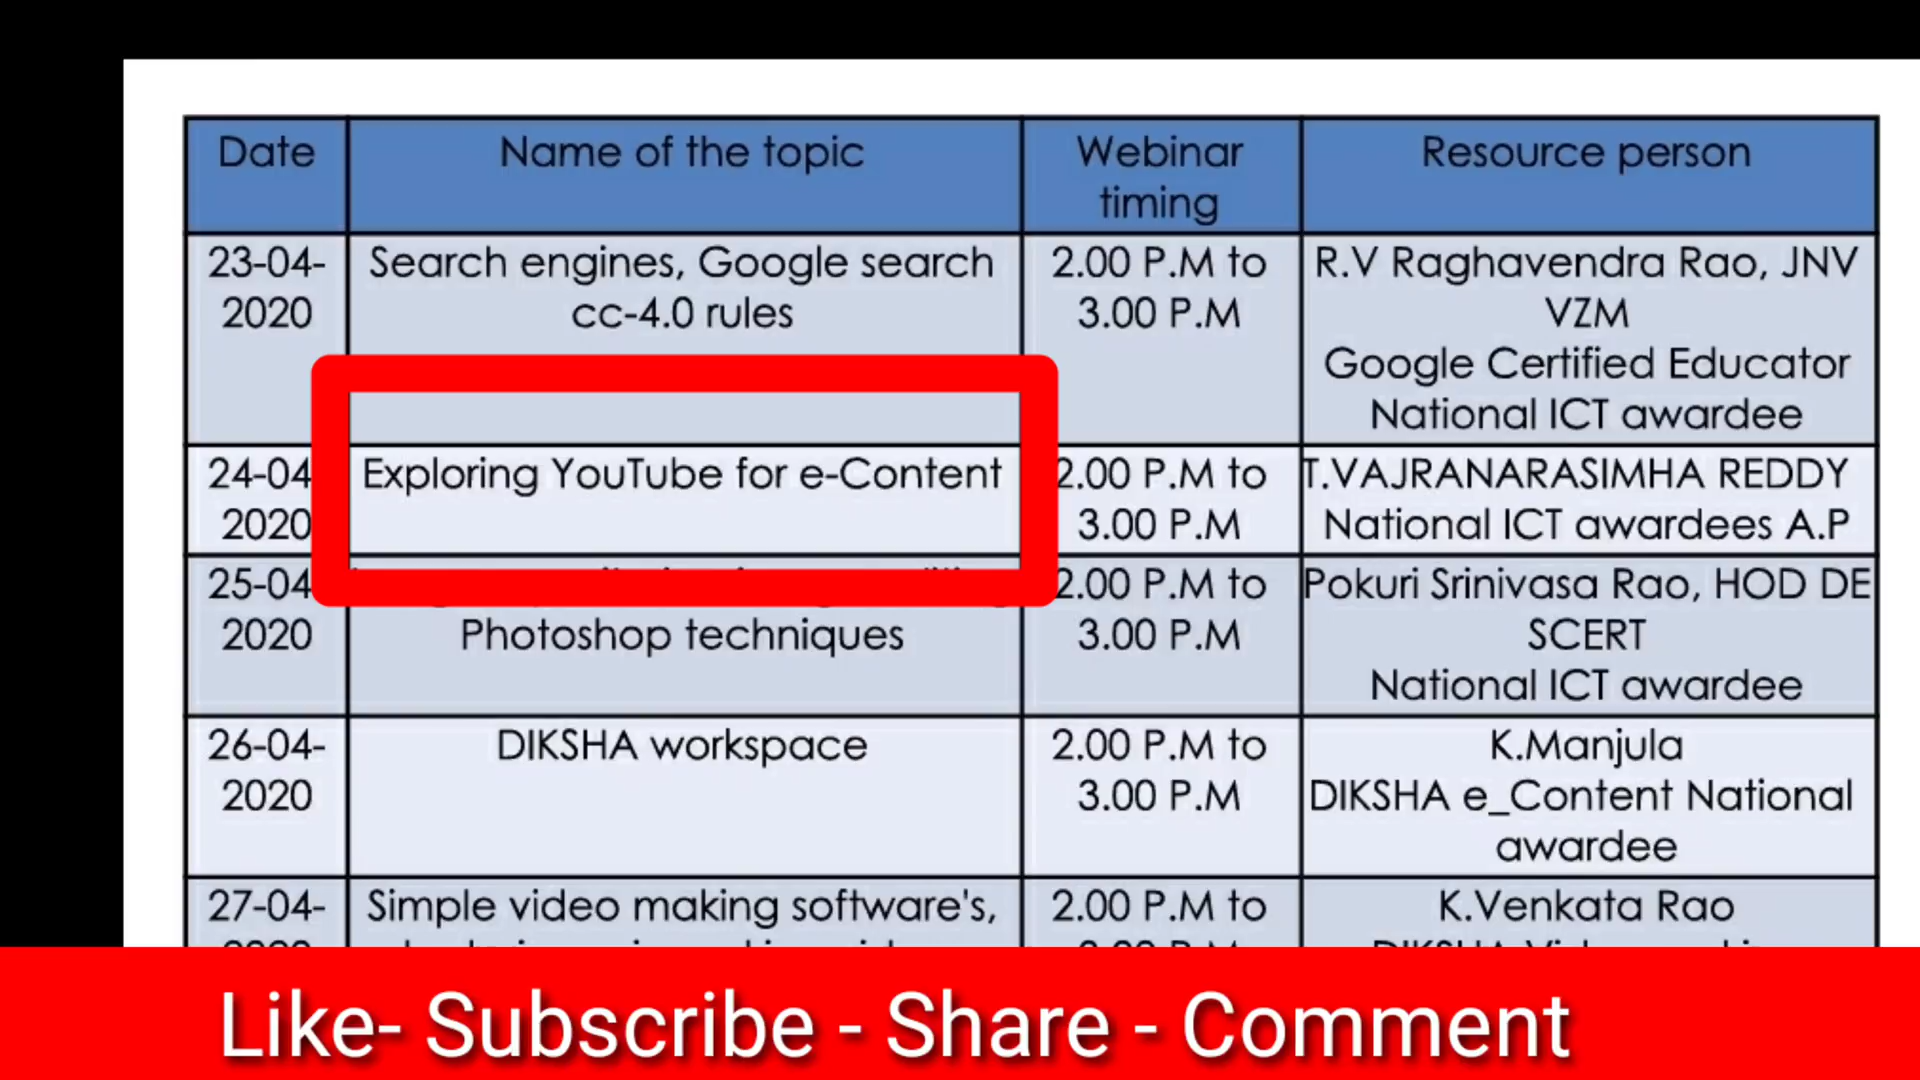 Date
Name of the topic
Webinar
timing
Resource person
23-04-
2020
Search engines, Google search
cc-4.0 rules
2.00 P.M to
3.00 P.M
R.V Raghavendra Rao, JNV
VZM
Google Certified Educator
National ICT awardee
24-04
2020
Exploring YouTube for e-Content
2.00 P.M to
3.00 P.M
T.VAJRANARASIMHA REDDY
National ICT awardees A.P
25-04
2020
Photoshop techniques
2.00 P.M to
3.00 P.M
Pokuri Srinivasa Rao, HOD DE
SCERT
National ICT awardee
26-04-
2020
DIKSHA workspace
2.00 P.M to
3.00 P.M
K.Manjula
DIKSHA e_Content National
awardee
27-04-
Simple video making software's,
2.00 P.M to
K.Venkata Rao
Like- Subscribe - Share - Comment